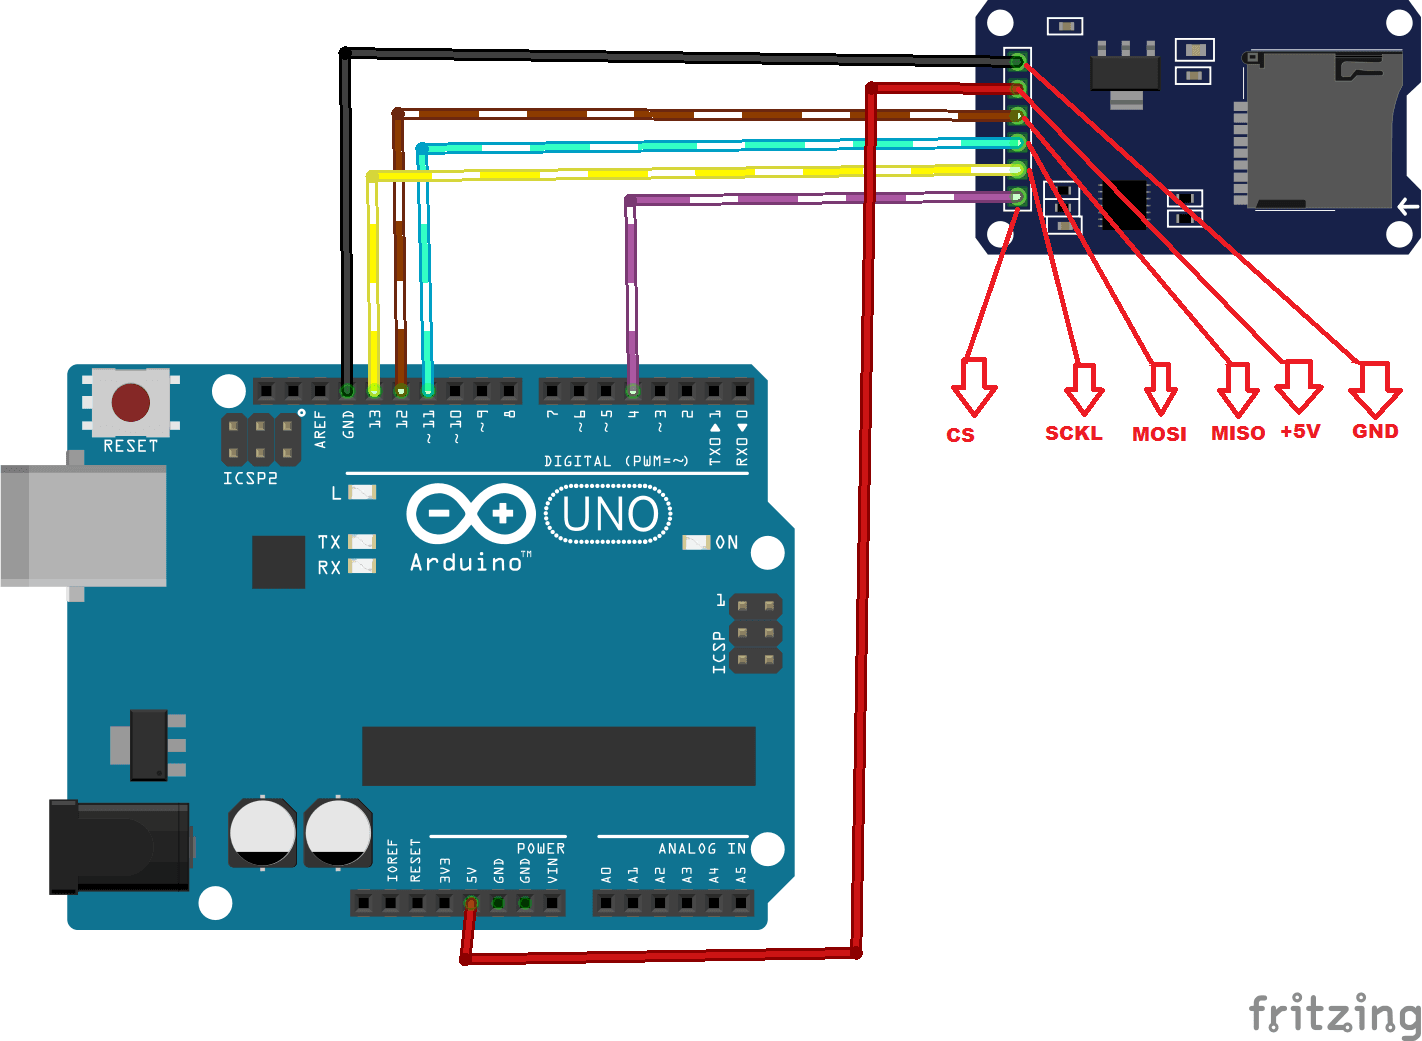 CS
SCKL
MOSI
MISO
+5V
GND
RESET
ICSP2
AREF
GND
13
12
~11
~10
~9
8
7
~6
~5
4
~3
2
TX0▶1
RX0◀0
DIGITAL (PWM=~)
L
TX
RX
UNO
Arduino™
ON
1
ICSP
IOREF
RESET
3V3
5V
GND
GND
VIN
POWER
ANALOG IN
A0
A1
A2
A3
A4
A5
fritzing